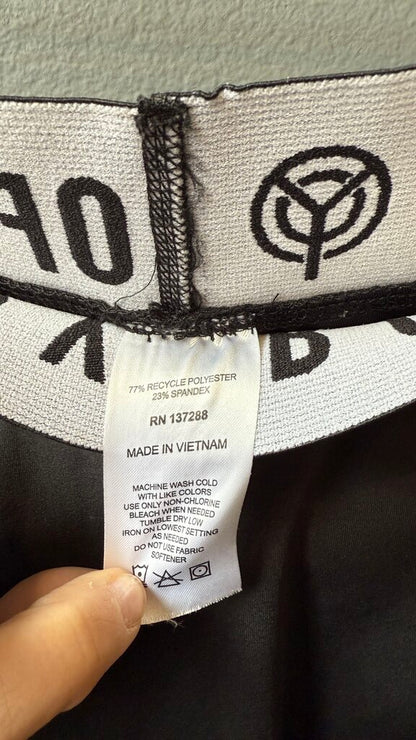 77% RECYCLE POLYESTER
23% SPANDEX
RN 137288
MADE IN VIETNAM
MACHINE WASH COLD
WITH LIKE COLORS
USE ONLY NON-CHLORINE
BLEACH WHEN NEEDED
TUMBLE DRY LOW
IRON ON LOWEST SETTING
AS NEEDED
DO NOT USE FABRIC
SOFTENER